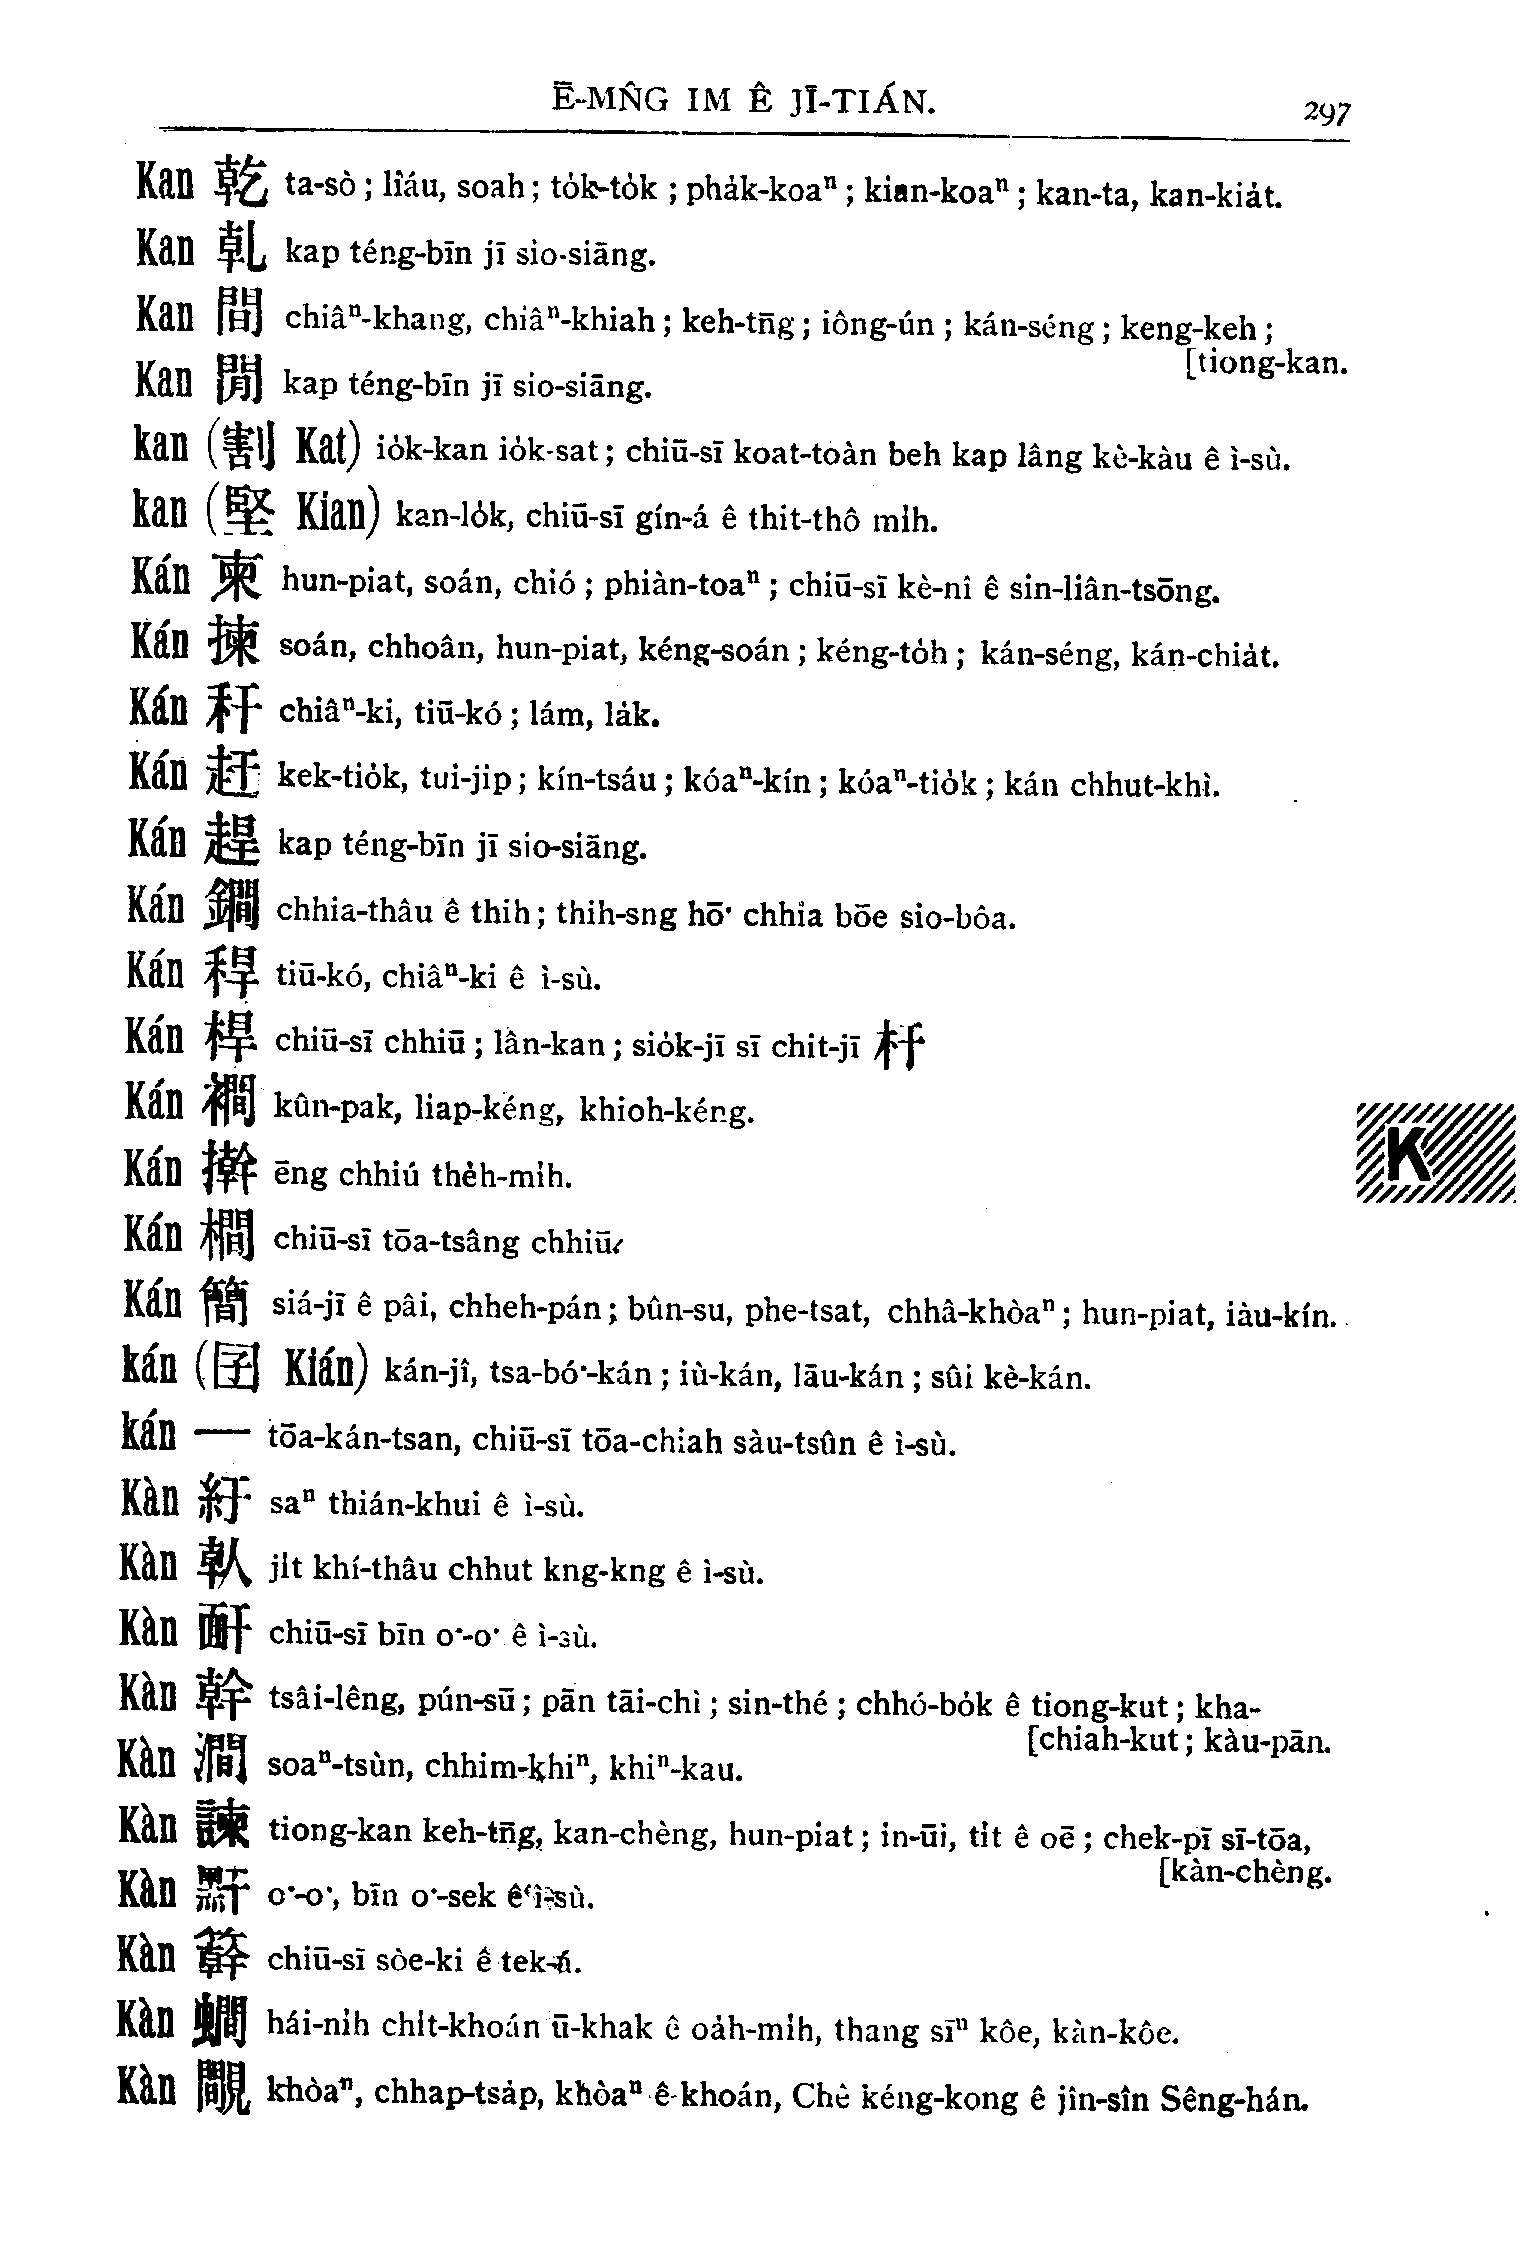 Ē-MN̂G IM Ê JĪ-TIÁN.
297
Kan 乾 ta-sò ; lîáu, soah ; to̍k-to̍k ; pha̍k-koaⁿ ; kian-koaⁿ ; kan-ta, kan-kia̍t.
Kan 乹 kap téng-bīn jī sio-siāng.
Kan 間 chiâⁿ-khang, chiâⁿ-khiah ; keh-tn̄g ; iông-ún ; kán-séng ; keng-keh ;
[tiong-kan.
Kan 閒 kap téng-bīn jī sio-siāng.
kan (割 Kat) io̍k-kan io̍k-sat ; chiū-sī koat-toàn beh kap lâng kè-kàu ê ì-sù.
kan (堅 Kian) kan-lo̍k, chiū-sī gín-á ê thit-thô mi̍h.
Kán 柬 hun-piat, soán, chió ; phiàn-toaⁿ ; chiū-sī kè-nî ê sin-liân-tsōng.
Kán 揀 soán, chhoân, hun-piat, kéng-soán ; kéng-to̍h ; kán-séng, kán-chia̍t.
Kán 秆 chiâⁿ-ki, tiū-kó ; lám, la̍k.
Kán 赶 kek-tio̍k, tui-jip ; kín-tsáu ; kóaⁿ-kín ; kóaⁿ-tio̍k ; kán chhut-khì.
Kán 趕 kap téng-bīn jī sio-siāng.
Kán 鐧 chhia-thâu ê thih ; thih-sng hō͘ chhia bōe sio-bôa.
Kán 稈 tiū-kó, chiâⁿ-ki ê ì-sù.
Kán 桿 chiū-sī chhiū ; lân-kan ; sio̍k-jī sī chit-jī 杆
Kán 襇 kûn-pak, liap-kéng, khioh-kéng.
Kán 擀 ēng chhiú the̍h-mi̍h.
Kán 橺 chiū-sī tōa-tsâng chhiū.
Kán 簡 siá-jī ê pâi, chheh-pán ; bûn-su, phe-tsat, chhâ-khòaⁿ ; hun-piat, iàu-kín.
kán (囝 Kián) kán-jî, tsa-bó͘-kán ; iù-kán, lāu-kán ; sûi kè-kán.
kán — tōa-kán-tsan, chiū-sī tōa-chiah sàu-tsûn ê ì-sù.
Kàn 紆 saⁿ thián-khui ê ì-sù.
Kàn 倝 ji̍t khí-thâu chhut kng-kng ê ì-sù.
Kàn 靬 chiū-sī bīn o͘-o͘ ê ì-sù.
Kàn 幹 tsâi-lêng, pún-sū ; pān tāi-chì ; sin-thé ; chhó-bo̍k ê tiong-kut ; kha-
[chiah-kut ; kàu-pān.
Kàn 澗 soaⁿ-tsùn, chhim-khiⁿ, khiⁿ-kau.
Kàn 諫 tiong-kan keh-tn̄g, kan-chèng, hun-piat ; in-ūi, ti̍t ê oē ; chek-pī sī-tōa,
[kàn-chèng.
Kàn 皯 o͘-o͘, bīn o͘-sek ê ì-sù.
Kàn 簳 chiū-sī sòe-ki ê tek-á.
Kàn 蠝 hái-ni̍h chi̍t-khoán ū-khak ê oa̍h-mi̍h, thang sīⁿ kôe, kàn-kôe.
Kàn 覵 khòaⁿ, chhap-tsa̍p, khòaⁿ ê-khoán, Chê kéng-kong ê jîn-sîn Sêng-hán.
K